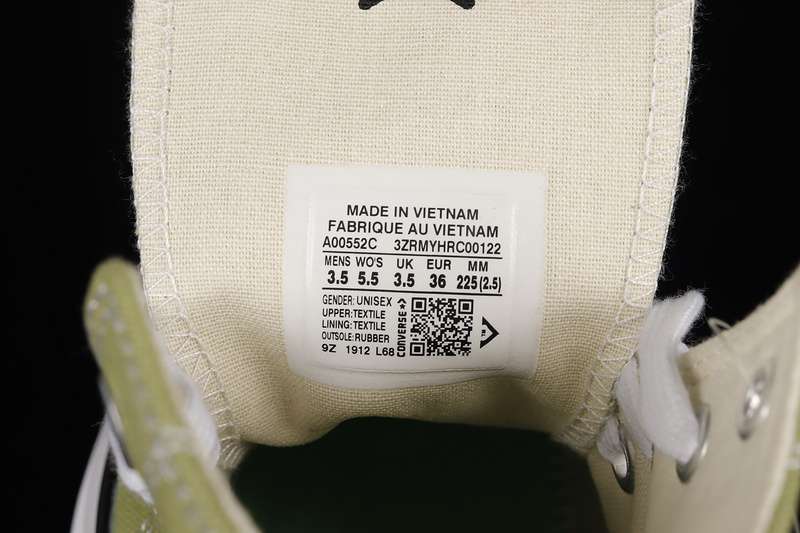 MADE IN VIETNAM
FABRIQUE AU VIETNAM
A00552C 3ZRMYHRC00122
MENS WO'S UK EUR MM
3.5 5.5 3.5 36 225(2.5)
GENDER: UNISEX
UPPER:TEXTILE
LINING:TEXTILE
OUTSOLE:RUBBER
9Z 1912 L68
CONVERSE